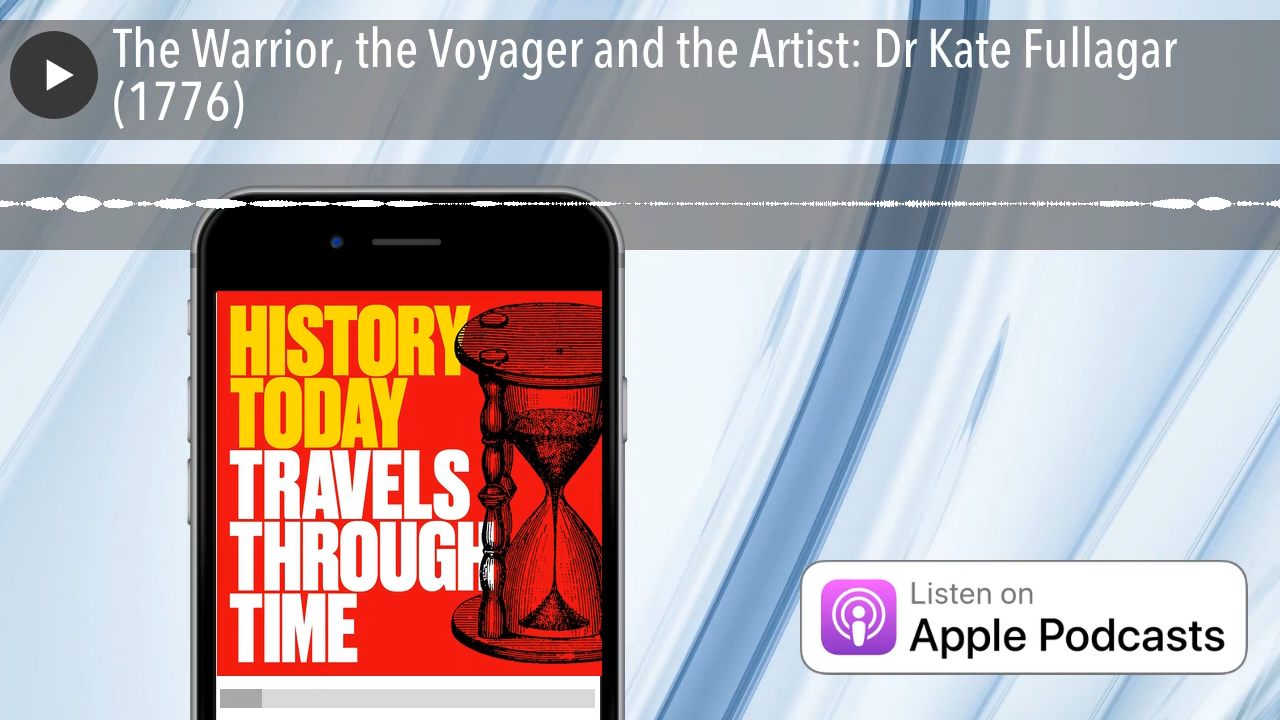 The Warrior, the Voyager and the Artist: Dr Kate Fullagar
(1776)
HISTORY
TODAY
TRAVELS
THROUGH
TIME
Listen on
Apple Podcasts